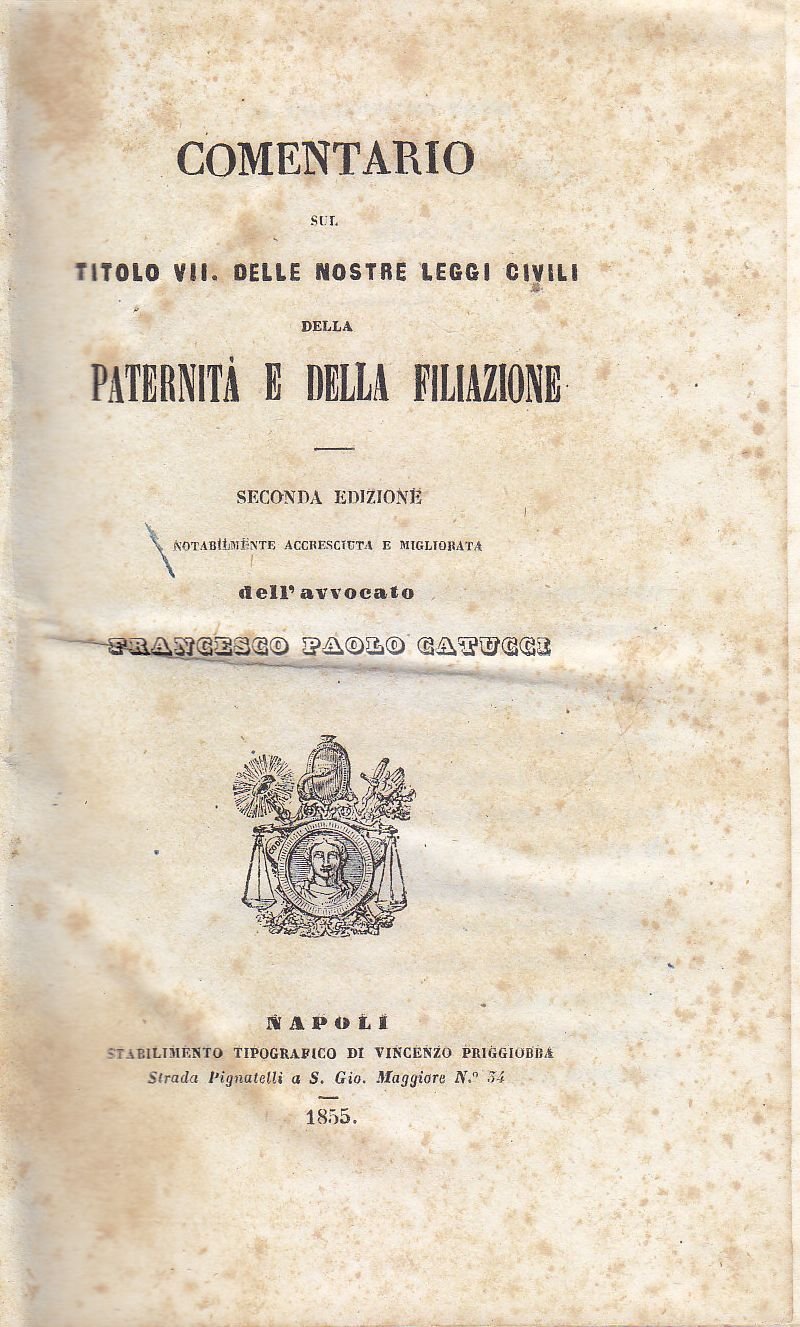 COMENTARIO
SUL
TITOLO VII. DELLE NOSTRE LEGGI CIVILI
DELLA
PATERNITÀ E DELLA FILIAZIONE
SECONDA EDIZIONE
NOTABILMENTE ACCRESCIUTA E MIGLIORATA
dell'avvocato
FRANCESCO PAOLO CATUCCI
NAPOLI
STABILIMENTO TIPOGRAFICO DI VINCENZO PRIGGIOBBA
Strada Pignatelli a S. Gio. Maggiore N.º 34
1855.